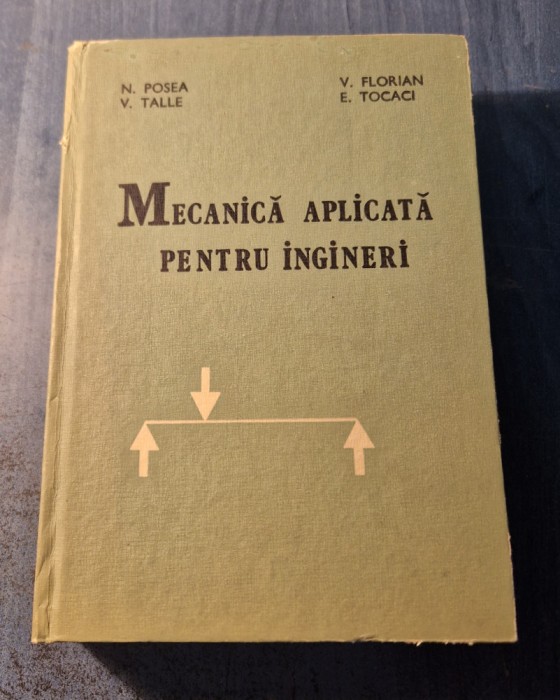 N. POSEA
V. TALLE
V. FLORIAN
E. TOCACI
MECANICĂ APLICATĂ
PENTRU INGINERI